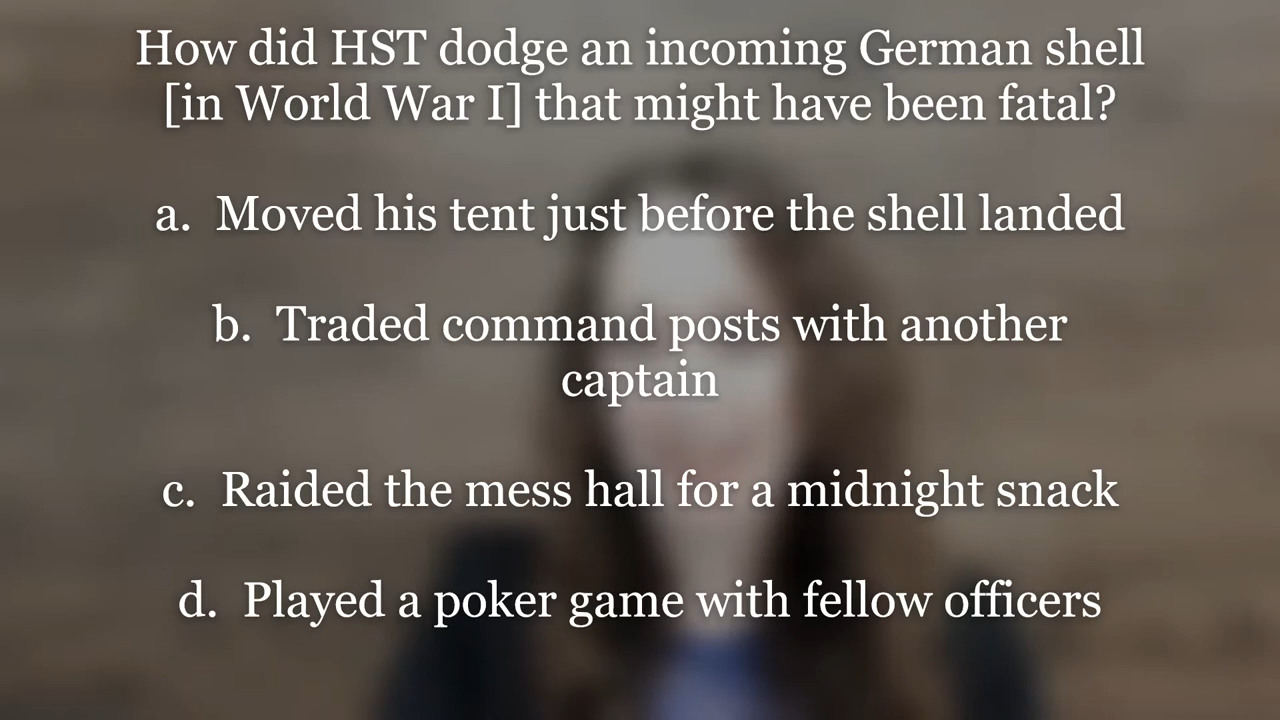 How did HST dodge an incoming German shell
[in World War I] that might have been fatal?
a. Moved his tent just before the shell landed
b. Traded command posts with another
captain
c. Raided the mess hall for a midnight snack
d. Played a poker game with fellow officers